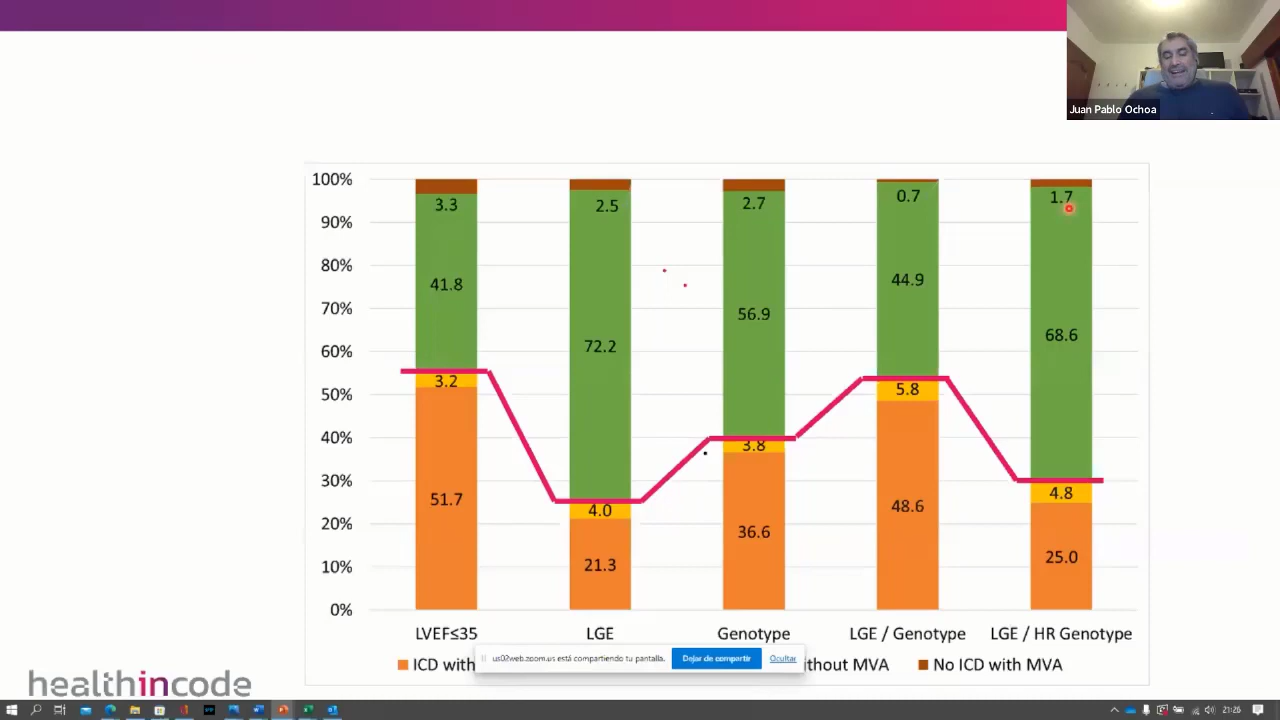 Juan Pablo Ochoa
100%
90%
80%
70%
60%
50%
40%
30%
20%
10%
0%
3.3
2.5
2.7
0.7
1.7
41.8
72.2
56.9
44.9
68.6
3.2
4.0
3.8
5.8
4.8
51.7
21.3
36.6
48.6
25.0
LVEF≤35
LGE
Genotype
LGE / Genotype
LGE / HR Genotype
ICD with
thout MVA
No ICD with MVA
us02web.zoom.us está compartiendo tu pantalla.
Dejar de compartir
Ocultar
healthincode
21:26